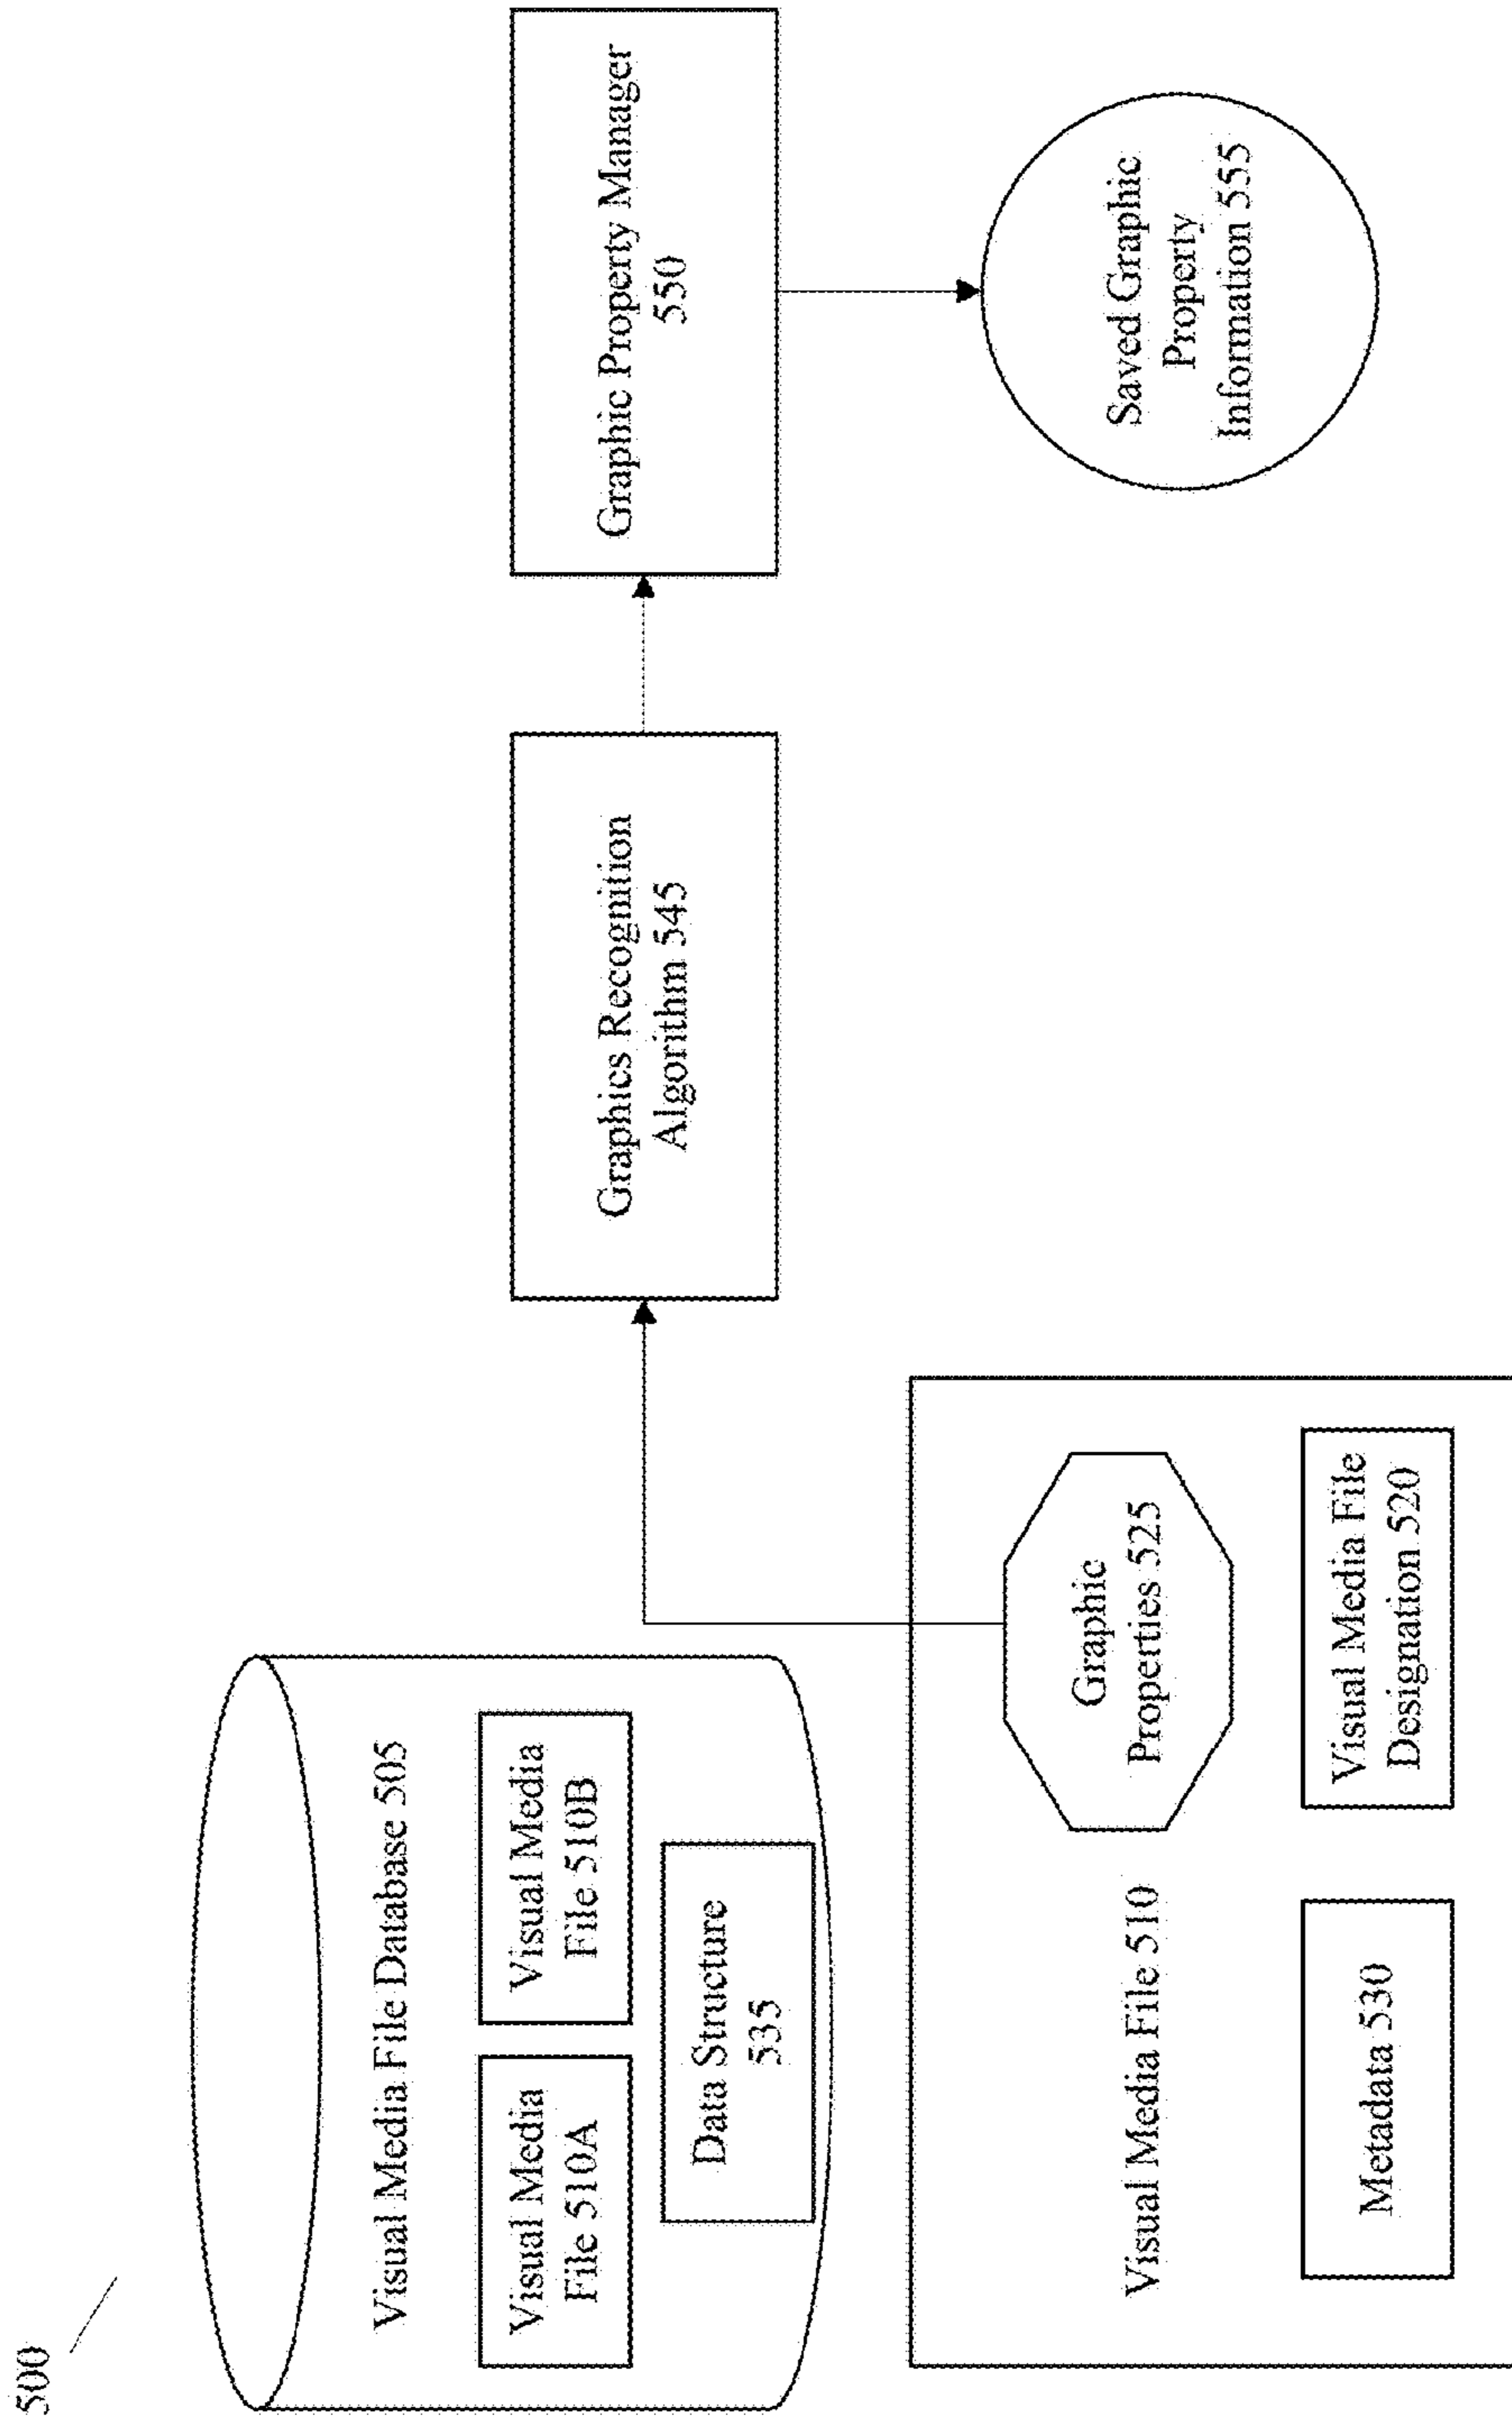 500
Visual Media File Database 505
Visual Media
File 510A
Visual Media
File 510B
Data Structure
535
Visual Media File 510
Graphic
Properties 525
Metadada 530
Visual Media File
Designation 520
Graphics Recognition
Algorithm 545
Graphic Property Manager
550
Saved Graphic
Property
Information 555